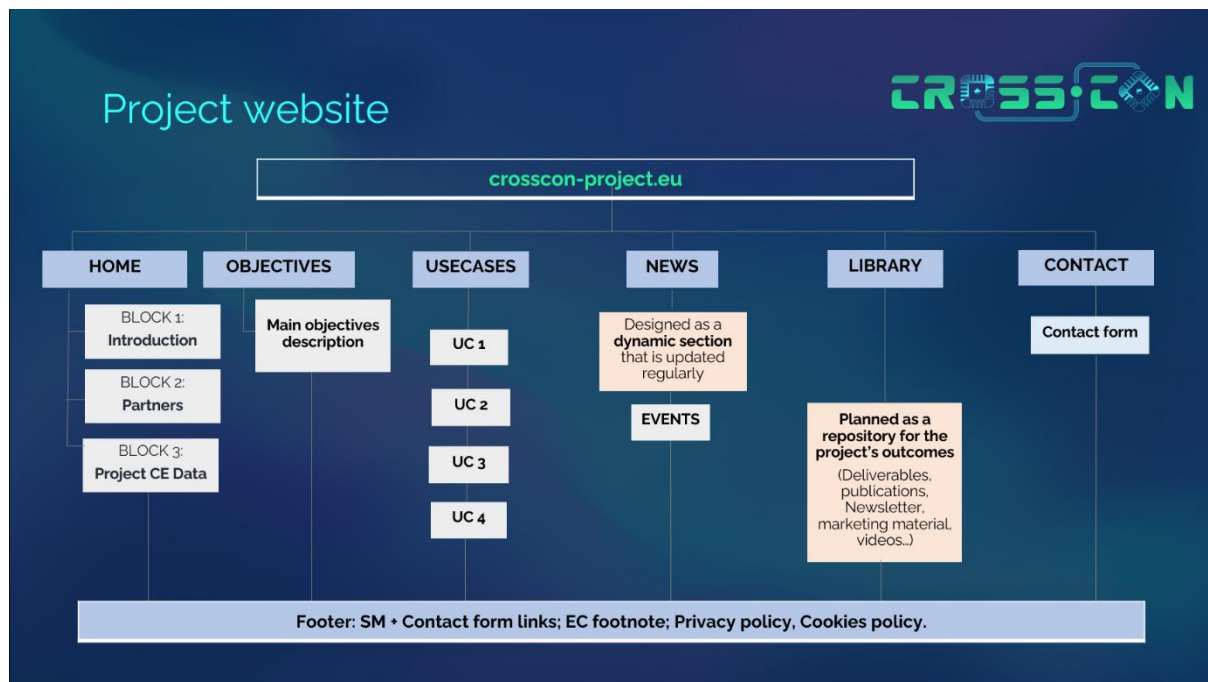 Project website
CROSSCON
crosscon-project.eu
HOME
OBJECTIVES
USECASES
NEWS
LIBRARY
CONTACT
BLOCK 1:
Introduction
BLOCK 2:
Partners
BLOCK 3:
Project CE Data
Main objectives
description
UC 1
UC 2
UC 3
UC 4
Designed as a
dynamic section
that is updated
regularly
EVENTS
Planned as a
repository for the
project's outcomes
(Deliverables,
publications,
Newsletter,
marketing material,
videos...)
Contact form
Footer: SM + Contact form links; EC footnote; Privacy policy, Cookies policy.